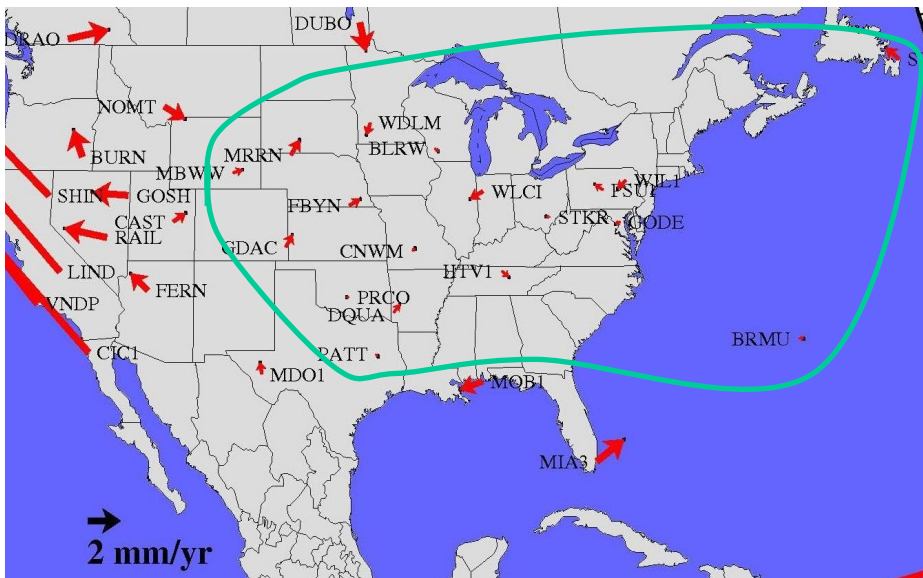 DUBO
DRAO
S
NOMT
WDLM
BURN
MRRN
BLRW
MBWW
WIL1
PSU1
SHIN
GOSH
WLCI
FBYN
CAST
STKR
GODE
RAIL
GDAC
CNWM
LIND
HTV1
FERN
VNDP
PRCO
DQUA
BRMU
CIC1
PATT
MDO1
MOB1
MIA3
2 mm/yr